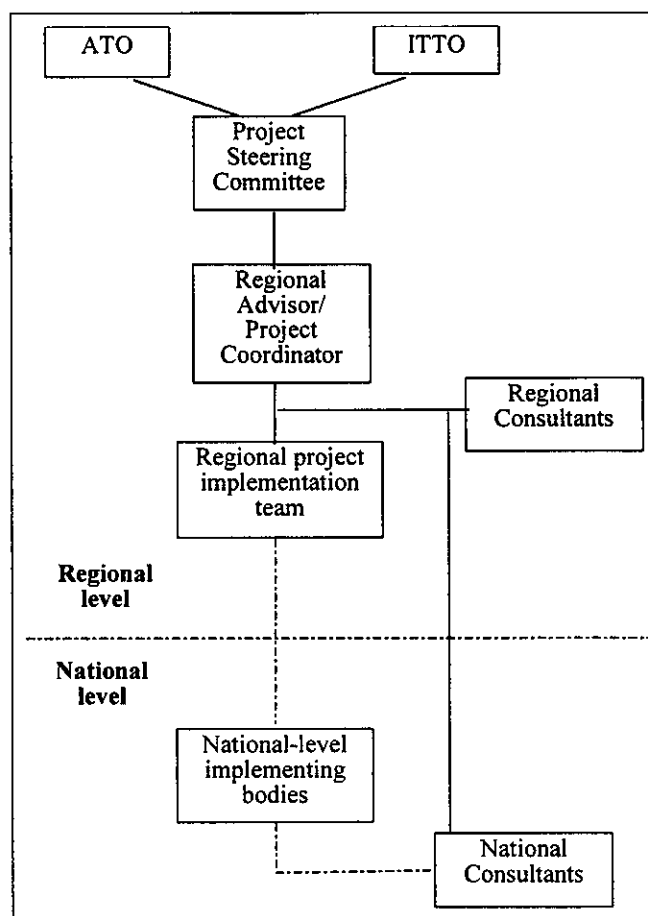 ATO
ITTO
Project
Steering
Committee
Regional
Advisor/
Project
Coordinator
Regional
Consultants
Regional project
implementation
team
Regional
level
National
level
National-level
implementing
bodies
National
Consultants